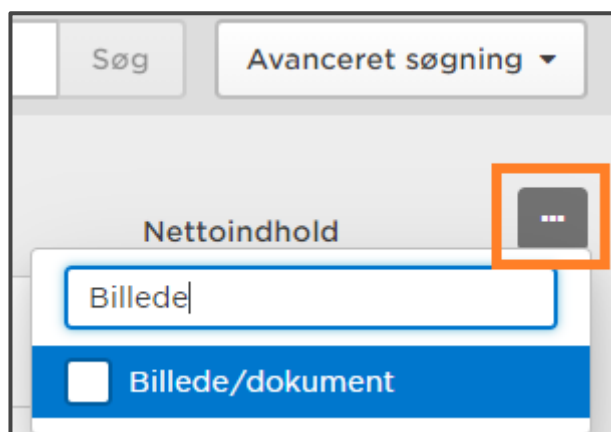 Søg
Avanceret søgning
Nettoindhold
Billede
Billede/dokument